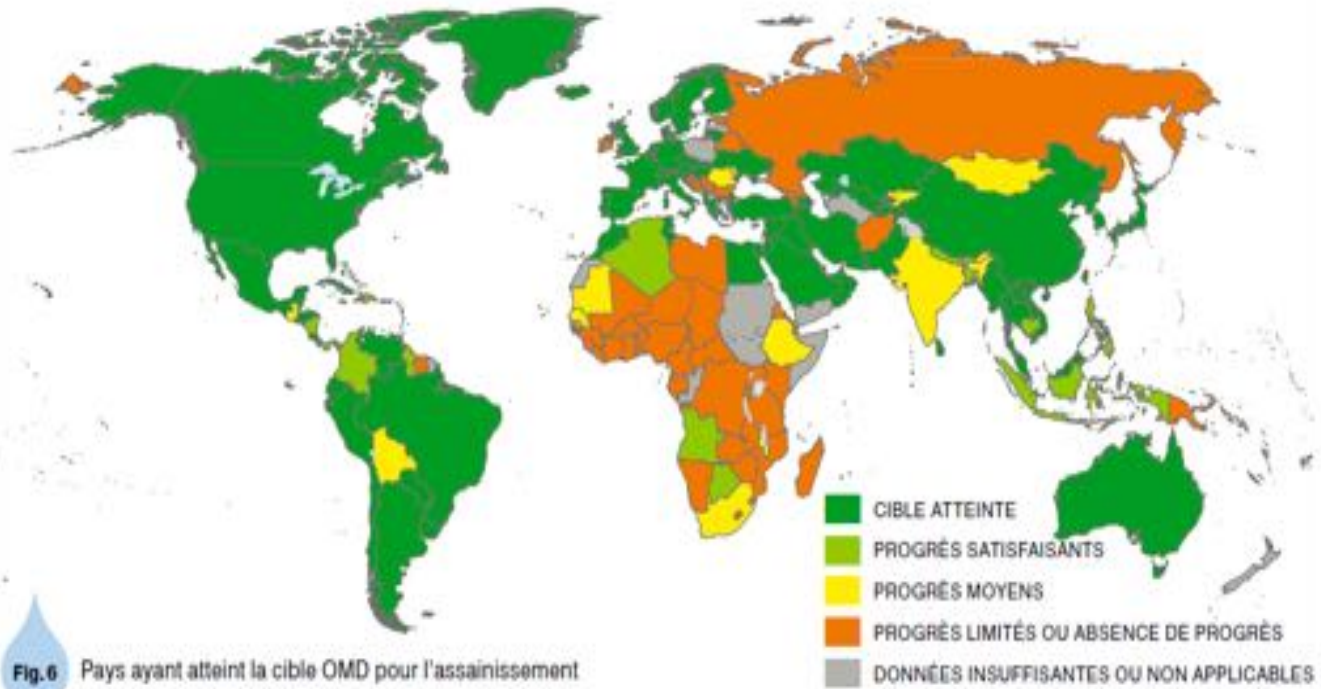 CIBLE ATTEINTE
PROGRÈS SATISFAISANTS
PROGRÈS MOYENS
PROGRÈS LIMITÉS OU ABSENCE DE PROGRÈS
DONNÉES INSUFFISANTES OU NON APPLICABLES
Fig. 6 Pays ayant atteint la cible OMD pour l'assainissement